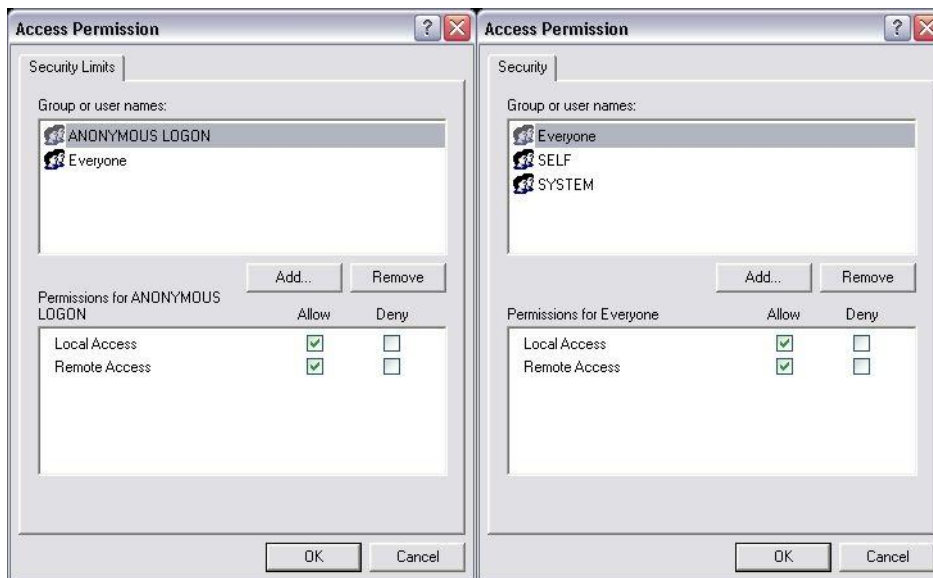 Access Permission
Security Limits
Group or user names:
ANONYMOUS LOGON
Everyone
Add...
Remove
Permissions for ANONYMOUS
LOGON
Allow
Deny
Local Access
Remote Access
OK
Cancel
Access Permission
Security
Group or user names:
Everyone
SELF
SYSTEM
Add...
Remove
Permissions for Everyone
Allow
Deny
Local Access
Remote Access
OK
Cancel